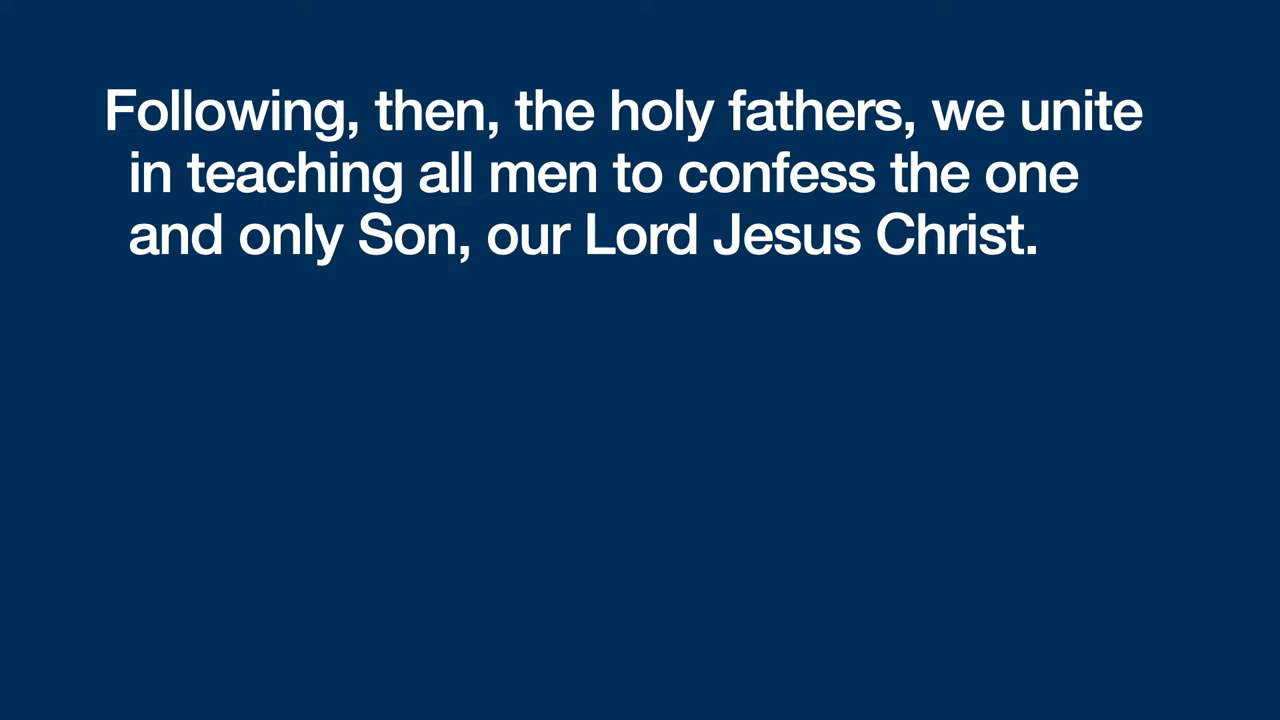 Following, then, the holy fathers, we unite
in teaching all men to confess the one
and only Son, our Lord Jesus Christ.